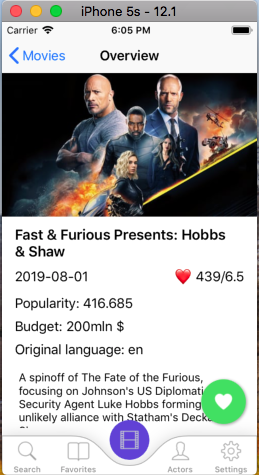 iPhone 5s - 12.1
Carrier 6:05 PM
Movies Overview
Fast & Furious Presents: Hobbs
& Shaw
2019-08-01 439/6.5
Popularity: 416.685
Budget: 200mln $
Original language: en
A spinoff of The Fate of the Furious,
focusing on Johnson's US Diplomatic
Security Agent Luke Hobbs forming
unlikely alliance with Statham's Deckard
Search Favorites Actors Settings